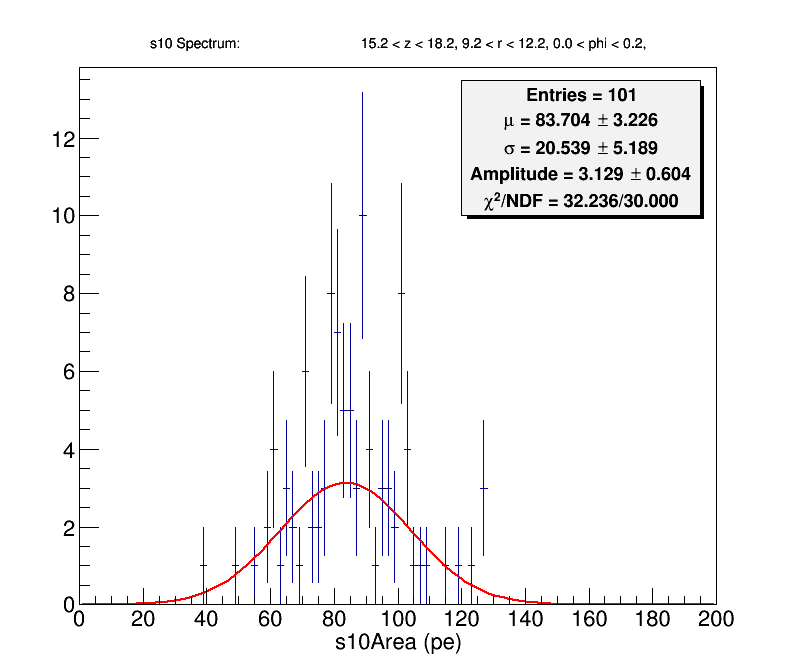 s10 Spectrum: 15.2 < z < 18.2, 9.2 < r < 12.2, 0.0 < phi < 0.2,
Entries = 101
μ = 83.704 ± 3.226
σ = 20.539 ± 5.189
Amplitude = 3.129 ± 0.604
χ²/NDF = 32.236/30.000
12
10
8
6
4
2
0
0 20 40 60 80 100 120 140 160 180 200
s10Area (pe)